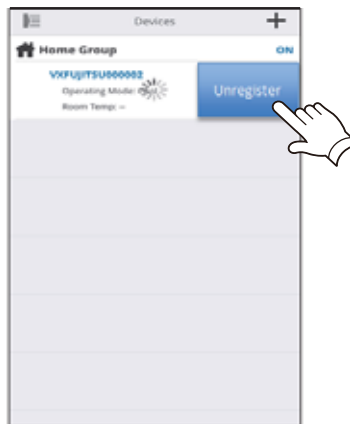 Devices
Home Group ON
VXFUJITSU000002
Operating Mode:
Room Temp: --
Unregister